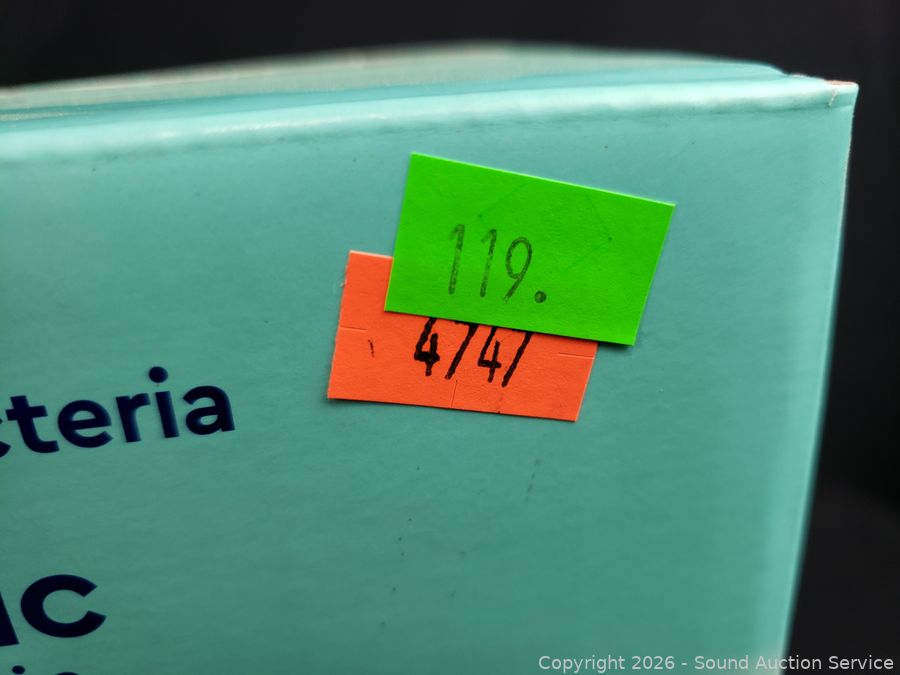 119.
4747
cteria
ic
Copyright 2026 - Sound Auction Service